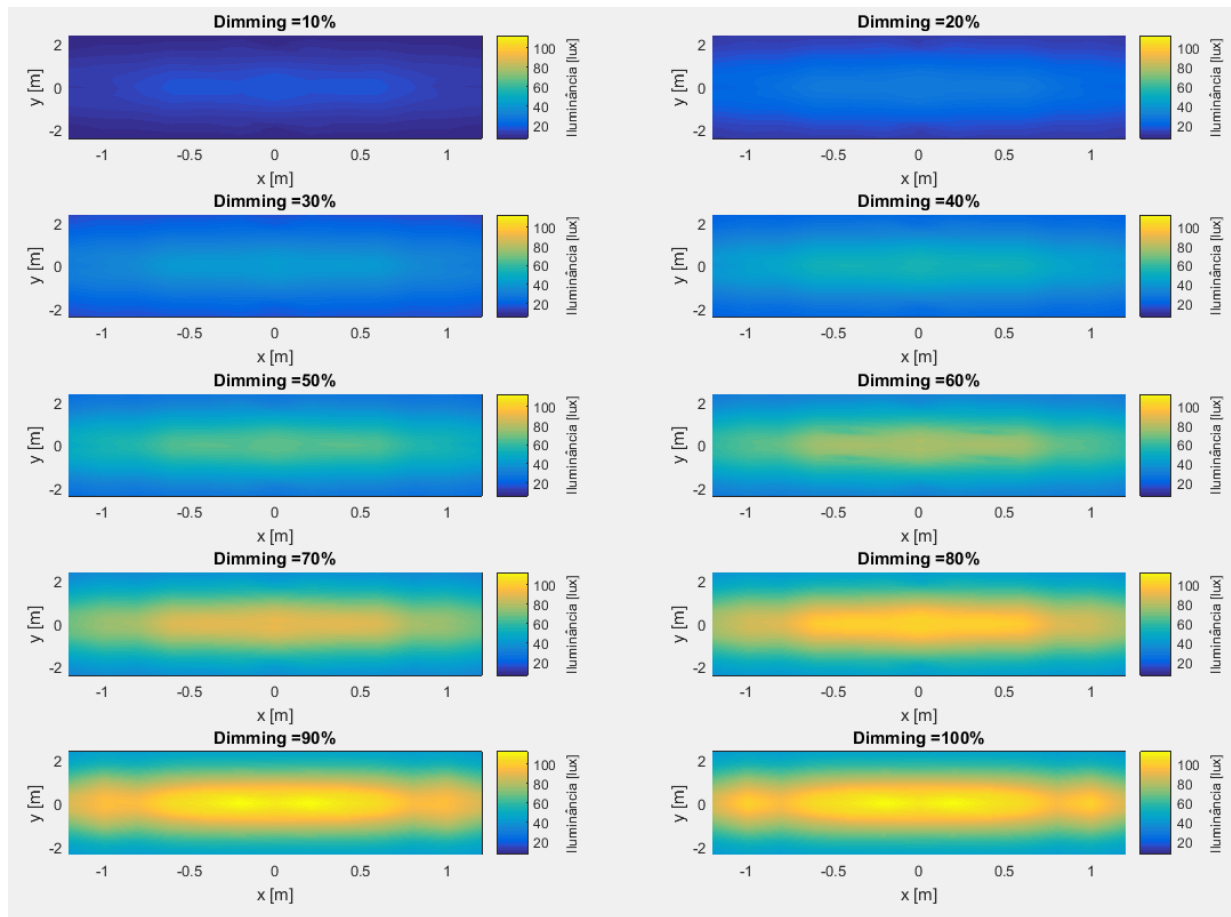 Dimming =10%
2
0
-2
y [m]
-1 -0.5 0 0.5 1
x [m]
100
80
60
40
20
Iluminância [lux]
Dimming =20%
2
0
-2
y [m]
-1 -0.5 0 0.5 1
x [m]
100
80
60
40
20
Iluminância [lux]
Dimming =30%
2
0
-2
y [m]
-1 -0.5 0 0.5 1
x [m]
100
80
60
40
20
Iluminância [lux]
Dimming =40%
2
0
-2
y [m]
-1 -0.5 0 0.5 1
x [m]
100
80
60
40
20
Iluminância [lux]
Dimming =50%
2
0
-2
y [m]
-1 -0.5 0 0.5 1
x [m]
100
80
60
40
20
Iluminância [lux]
Dimming =60%
2
0
-2
y [m]
-1 -0.5 0 0.5 1
x [m]
100
80
60
40
20
Iluminância [lux]
Dimming =70%
2
0
-2
y [m]
-1 -0.5 0 0.5 1
x [m]
100
80
60
40
20
Iluminância [lux]
Dimming =80%
2
0
-2
y [m]
-1 -0.5 0 0.5 1
x [m]
100
80
60
40
20
Iluminância [lux]
Dimming =90%
2
0
-2
y [m]
-1 -0.5 0 0.5 1
x [m]
100
80
60
40
20
Iluminância [lux]
Dimming =100%
2
0
-2
y [m]
-1 -0.5 0 0.5 1
x [m]
100
80
60
40
20
Iluminância [lux]